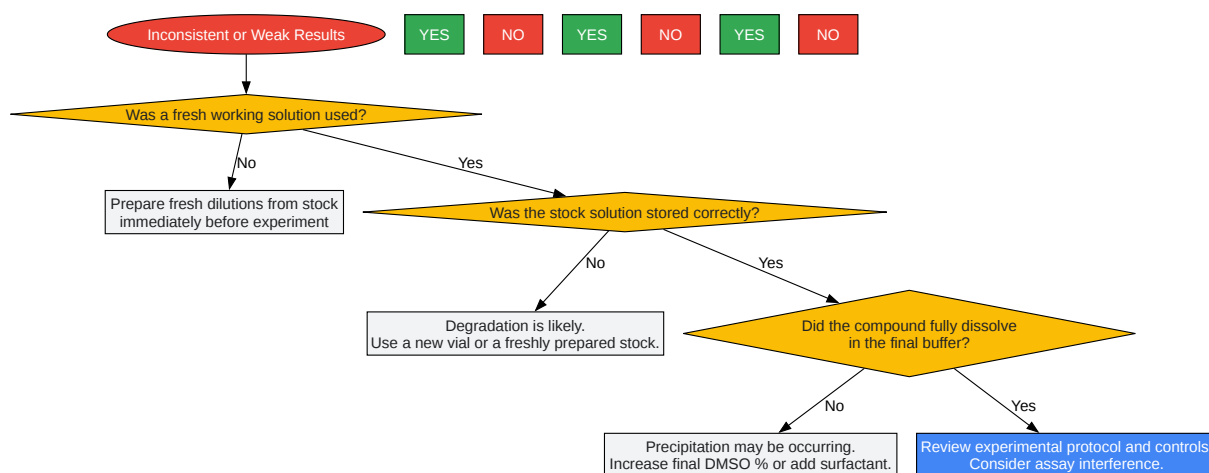 Inconsistent or Weak Results
YES
NO
YES
NO
YES
NO
Was a fresh working solution used?
No
Yes
Prepare fresh dilutions from stock
immediately before experiment
Was the stock solution stored correctly?
No
Yes
Degradation is likely.
Use a new vial or a freshly prepared stock.
Did the compound fully dissolve
in the final buffer?
No
Yes
Precipitation may be occurring.
Increase final DMSO % or add surfactant.
Review experimental protocol and controls
Consider assay interference.